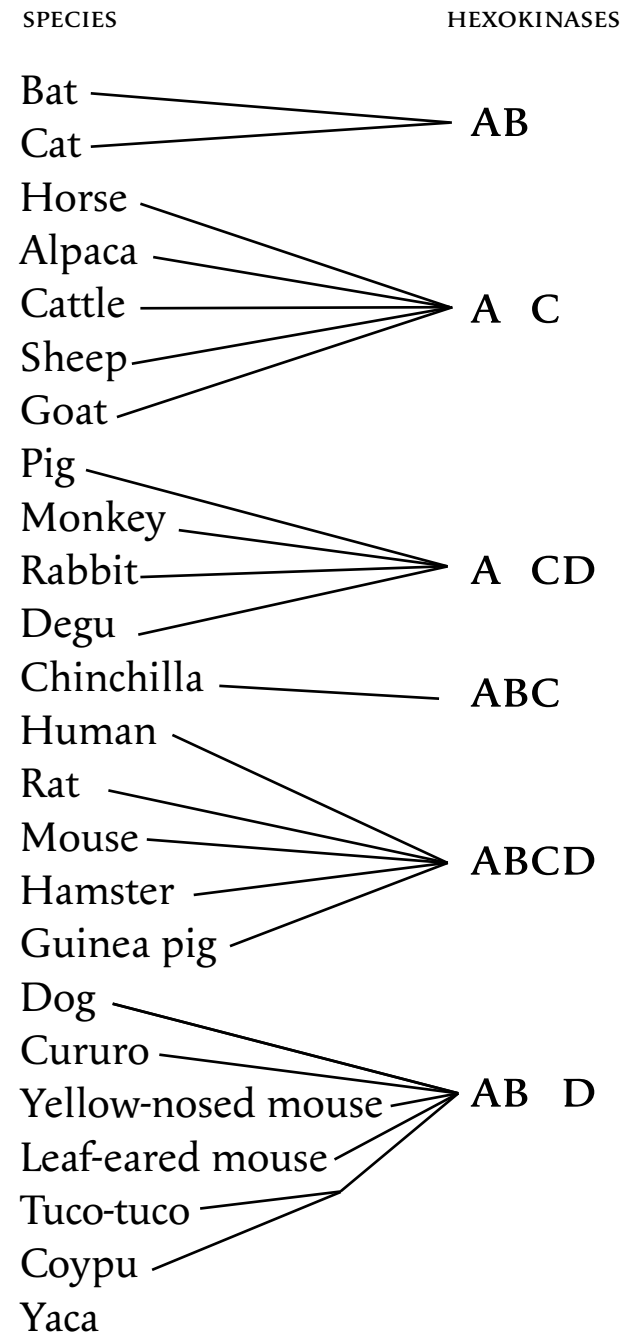 SPECIES HEXOKINASES
Bat
Cat
AB
Horse
Alpaca
Cattle
Sheep
Goat
A C
Pig
Monkey
Rabbit
Degu
A CD
Chinchilla
ABC
Human
Rat
Mouse
Hamster
Guinea pig
ABCD
Dog
Cururo
Yellow-nosed mouse
Leaf-eared mouse
Tuco-tuco
Coypu
AB D
Yaca